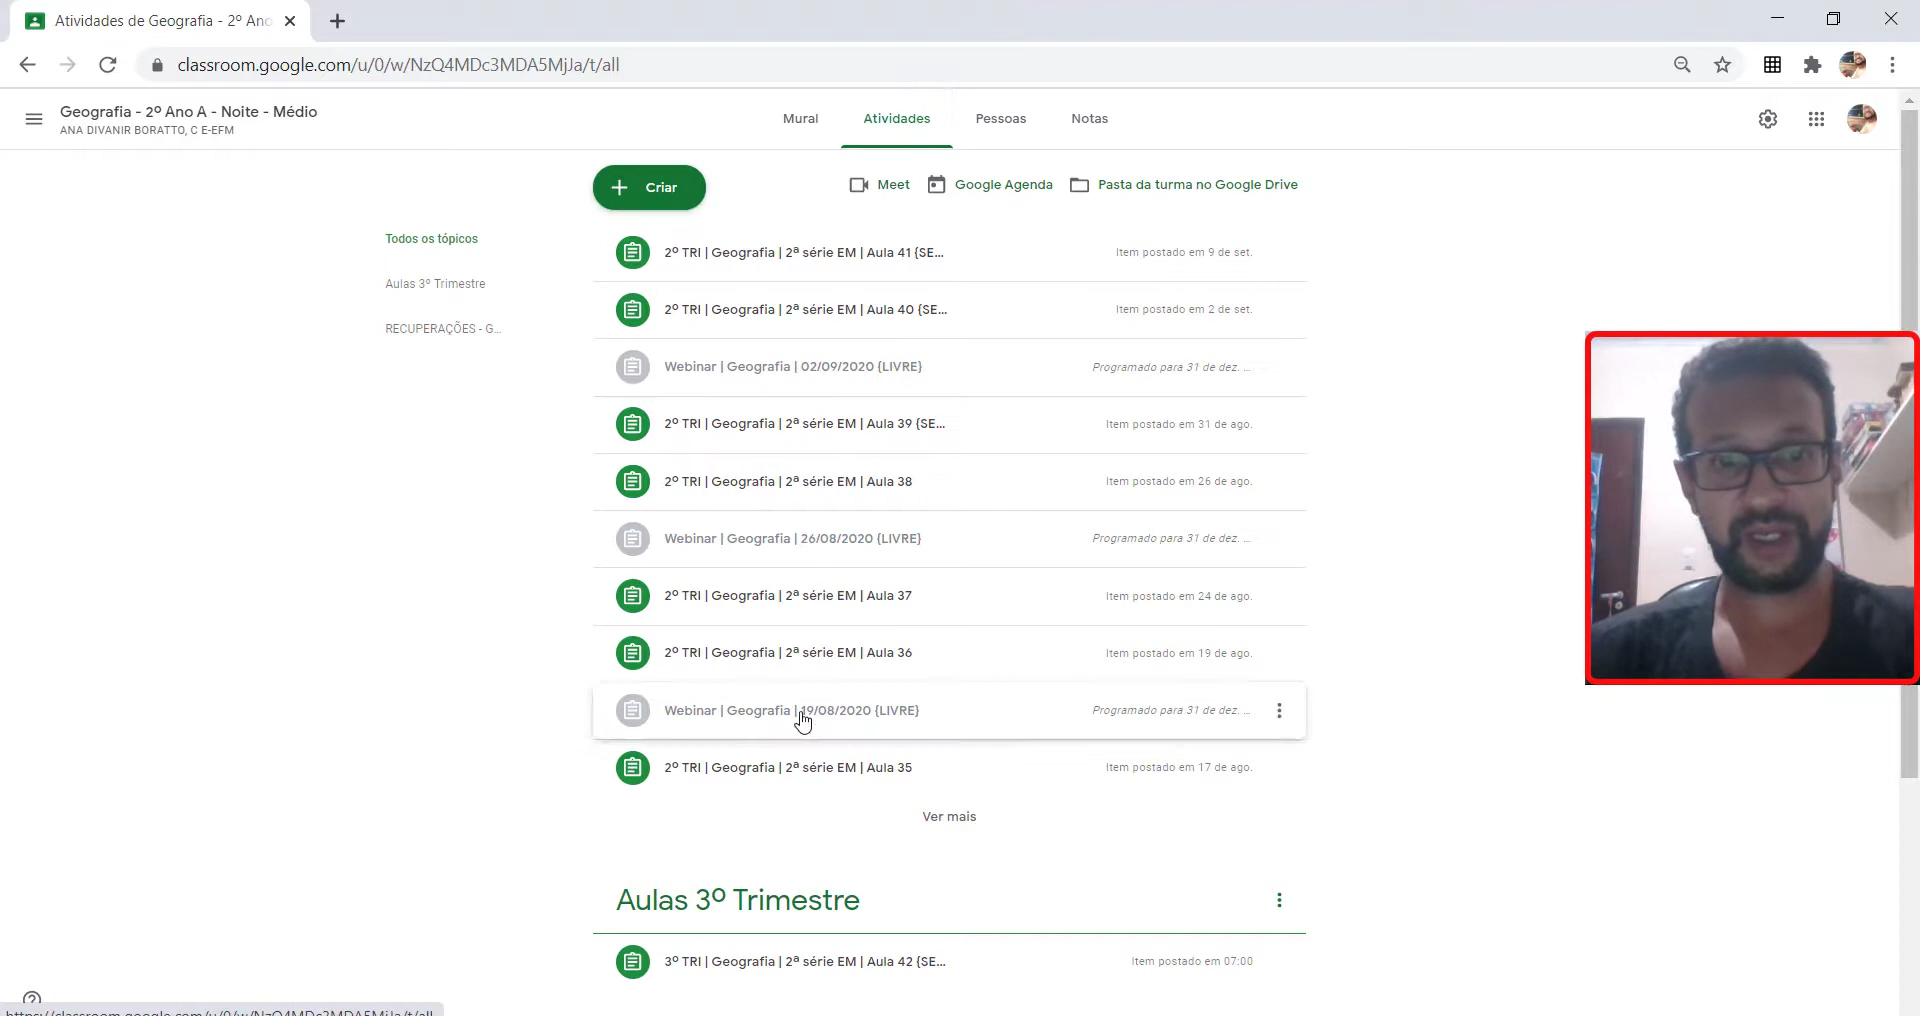 Atividades de Geografia - 2º Ano
classroom.google.com/u/0/w/NzQ4MDc3MDA5MjJa/t/all
Geografia - 2º Ano A - Noite - Médio
ANA DIVANIR BORATTO, C E-EFM
Mural
Atividades
Pessoas
Notas
Criar
Meet
Google Agenda
Pasta da turma no Google Drive
Todos os tópicos
Aulas 3º Trimestre
RECUPERAÇÕES - G...
2º TRI | Geografia | 2ª série EM | Aula 41 {SE...
Item postado em 9 de set.
2º TRI | Geografia | 2ª série EM | Aula 40 {SE...
Item postado em 2 de set.
Webinar | Geografia | 02/09/2020 {LIVRE}
Programado para 31 de dez. ...
2º TRI | Geografia | 2ª série EM | Aula 39 {SE...
Item postado em 31 de ago.
2º TRI | Geografia | 2ª série EM | Aula 38
Item postado em 26 de ago.
Webinar | Geografia | 26/08/2020 {LIVRE}
Programado para 31 de dez. ...
2º TRI | Geografia | 2ª série EM | Aula 37
Item postado em 24 de ago.
2º TRI | Geografia | 2ª série EM | Aula 36
Item postado em 19 de ago.
Webinar | Geografia | 19/08/2020 {LIVRE}
Programado para 31 de dez. ...
2º TRI | Geografia | 2ª série EM | Aula 35
Item postado em 17 de ago.
Ver mais
Aulas 3º Trimestre
3º TRI | Geografia | 2ª série EM | Aula 42 {SE...
Item postado em 07:00
https://classroom.google.com/u/0/w/NzQ4MDc3MDA5MjJa/t/all